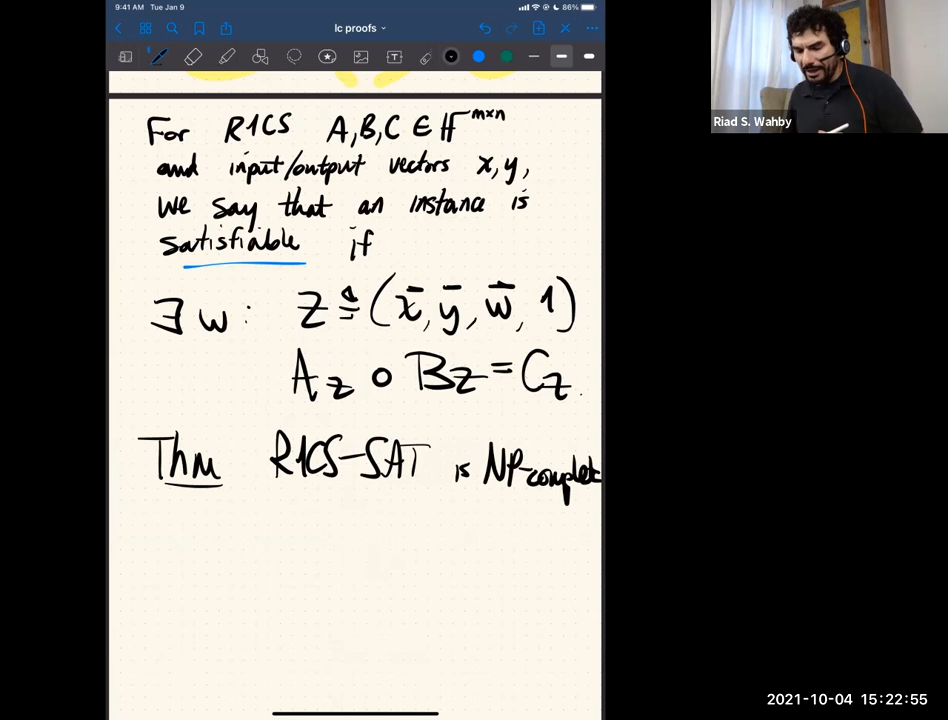 9:41 AM Tue Jan 9
86%
lc proofs
Riad S. Wahby
For R1CS A,B,C ∈ 𝔽^{m×n}
and input/output vectors x,y,
we say that an instance is
satisfiable if
∃ w: z ≜ (x̄, ȳ, w̄, 1)
Az ∘ Bz = Cz.
Thm R1CS-SAT is NP-complete
2021-10-04 15:22:55